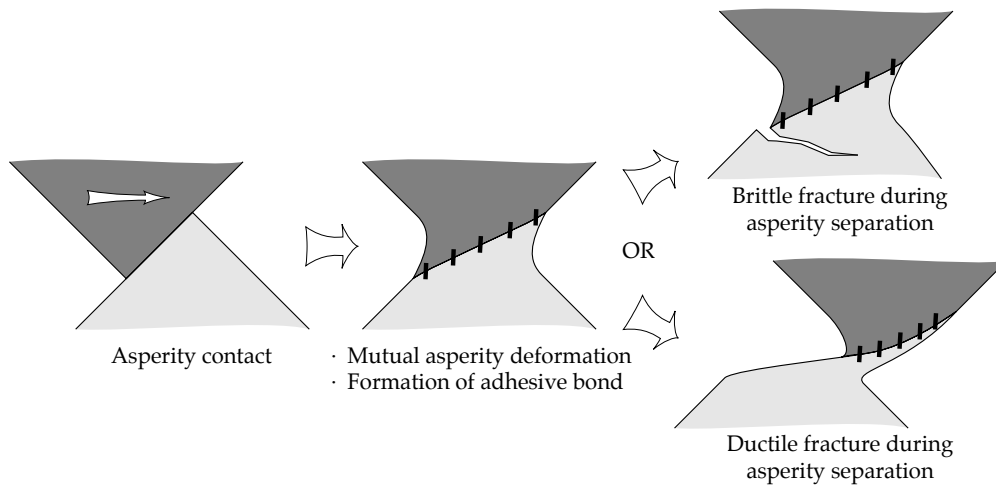 Asperity contact
· Mutual asperity deformation
· Formation of adhesive bond
Brittle fracture during
asperity separation
OR
Ductile fracture during
asperity separation